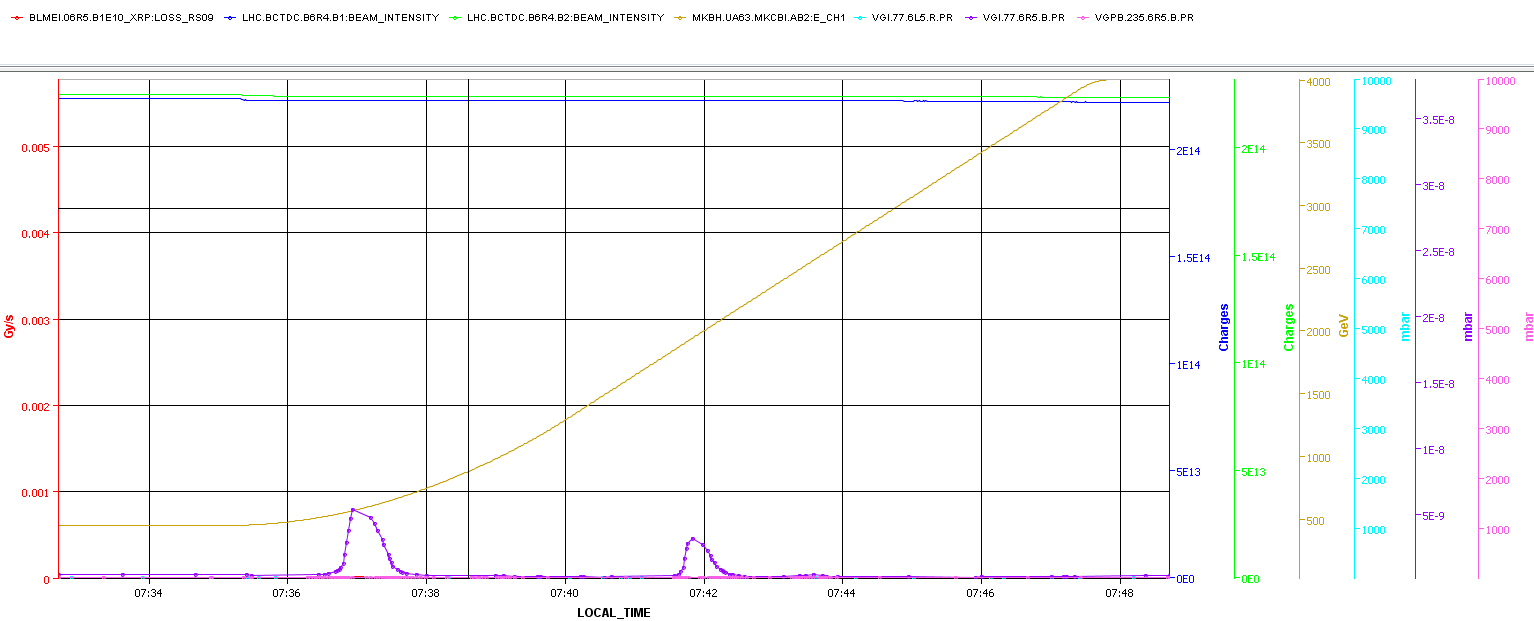 BLMEI.06R5.B1E10_XRP:LOSS_RS09 LHC.BCTDC.B6R4.B1:BEAM_INTENSITY LHC.BCTDC.B6R4.B2:BEAM_INTENSITY MKBH.UA63.MKCBI.AB2:E_CH1 VGI.77.6L5.R.PR VGI.77.6R5.B.PR VGPB.235.6R5.B.PR
4000 10000 10000
3.5E-8
9000 9000
0.005 2E14 2E14 3500
8000 3E-8 8000
3000
0.004 7000 7000
1.5E14 1.5E14 2.5E-8
2500
6000 6000
Gy/s 0.003 Charges Charges 2000 GeV 5000 mbar 2E-8 mbar 5000 mbar
1E14 1E14
4000 1.5E-8 4000
0.002 1500
3000 3000
1E-8
5E13 5E13 1000
2000 2000
0.001
500 5E-9
1000 1000
0 0E0 0E0
07:34 07:36 07:38 07:40 07:42 07:44 07:46 07:48
LOCAL_TIME